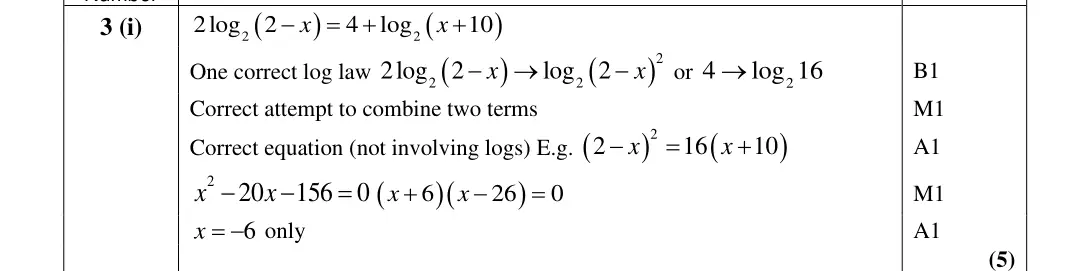 Number
3 (i) 2log₂(2−x)=4+log₂(x+10)
One correct log law 2log₂(2−x)→log₂(2−x)² or 4→log₂16 B1
Correct attempt to combine two terms M1
Correct equation (not involving logs) E.g. (2−x)²=16(x+10) A1
x²−20x−156=0 (x+6)(x−26)=0 M1
x=−6 only A1
(5)